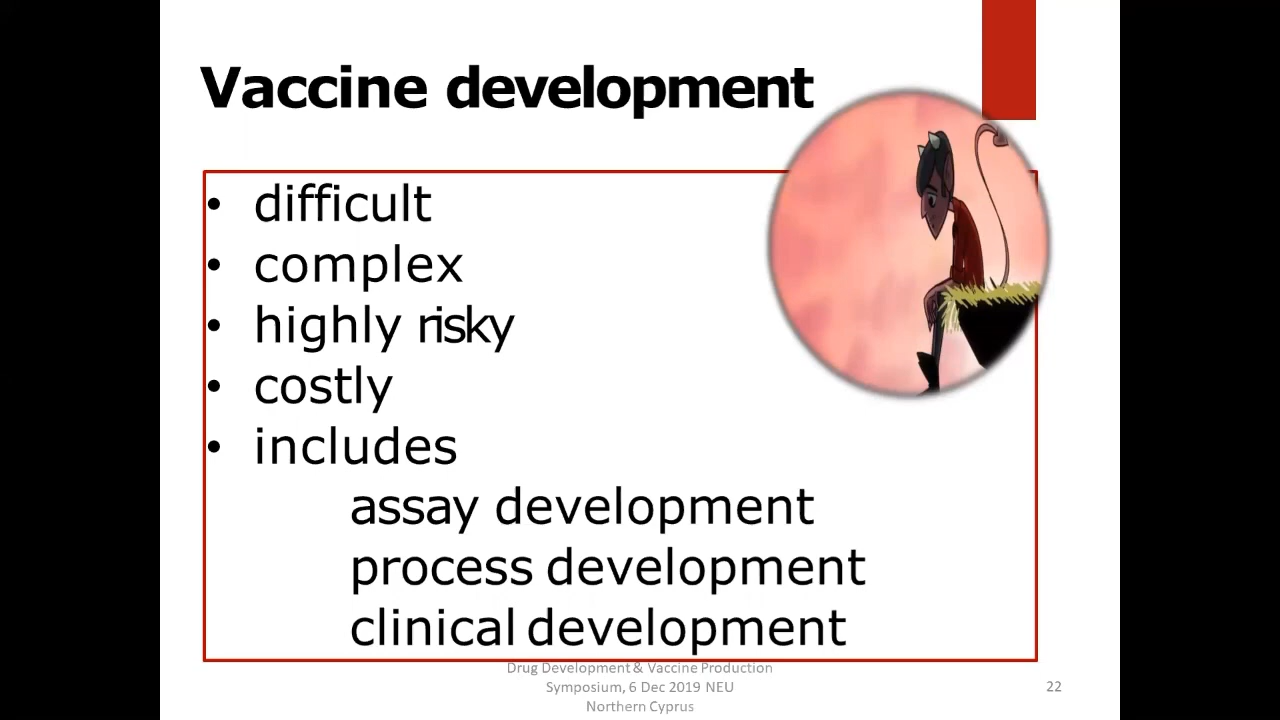 Vaccine development
• difficult
• complex
• highly risky
• costly
• includes
assay development
process development
clinical development
Drug Development & Vaccine Production
Symposium, 6 Dec 2019 NEU
Northern Cyprus
22